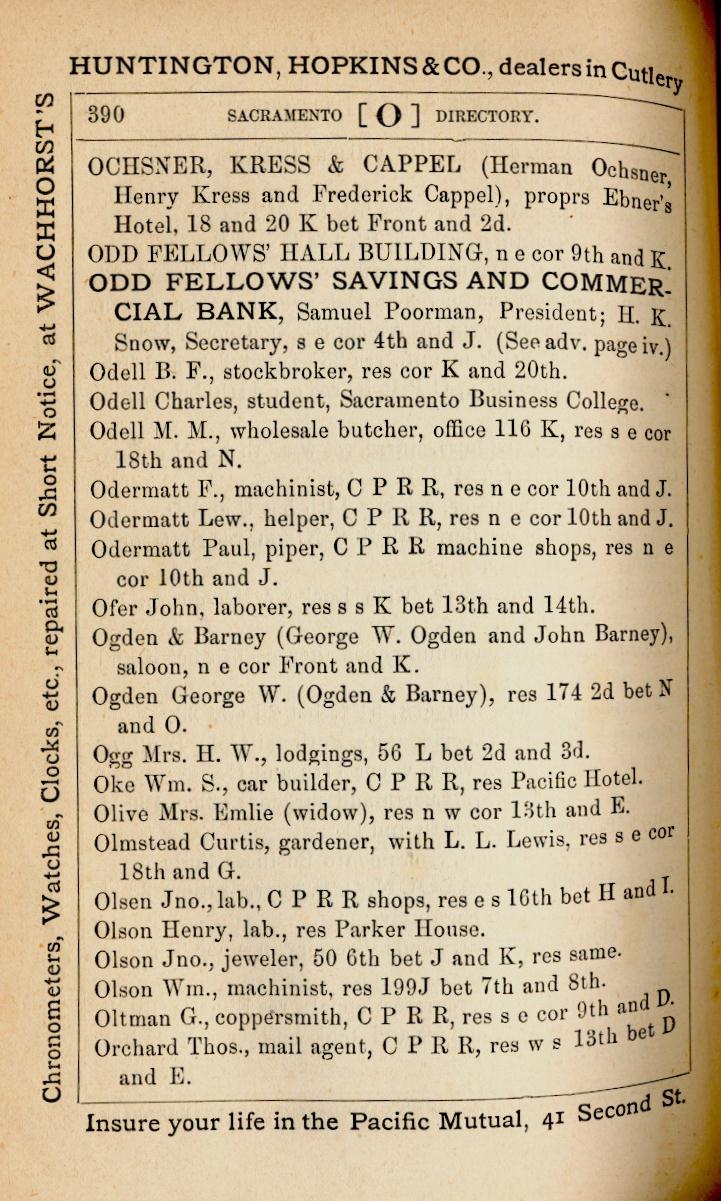 HUNTINGTON, HOPKINS & CO., dealers in Cutlery
390 SACRAMENTO [ O ] DIRECTORY.
OCHSNER, KRESS & CAPPEL (Herman Ochsner,
Henry Kress and Frederick Cappel), proprs Ebner's
Hotel, 18 and 20 K bet Front and 2d.
ODD FELLOWS' HALL BUILDING, n e cor 9th and K.
ODD FELLOWS' SAVINGS AND COMMER-
CIAL BANK, Samuel Poorman, President; H. K.
Snow, Secretary, s e cor 4th and J. (See adv. page iv.)
Odell B. F., stockbroker, res cor K and 20th.
Odell Charles, student, Sacramento Business College.
Odell M. M., wholesale butcher, office 116 K, res s e cor
18th and N.
Odermatt F., machinist, C P R R, res n e cor 10th and J.
Odermatt Lew., helper, C P R R, res n e cor 10th and J.
Odermatt Paul, piper, C P R R machine shops, res n e
cor 10th and J.
Ofer John, laborer, res s s K bet 13th and 14th.
Ogden & Barney (George W. Ogden and John Barney),
saloon, n e cor Front and K.
Ogden George W. (Ogden & Barney), res 174 2d bet N
and O.
Ogg Mrs. H. W., lodgings, 56 L bet 2d and 3d.
Oke Wm. S., car builder, C P R R, res Pacific Hotel.
Olive Mrs. Emlie (widow), res n w cor 13th and E.
Olmstead Curtis, gardener, with L. L. Lewis, res s e cor
18th and G.
Olsen Jno., lab., C P R R shops, res e s 16th bet H and I.
Olson Henry, lab., res Parker House.
Olson Jno., jeweler, 50 6th bet J and K, res same.
Olson Wm., machinist, res 199J bet 7th and 8th.
Oltman G., coppersmith, C P R R, res s e cor 9th and D.
Orchard Thos., mail agent, C P R R, res w s 13th bet D
and E.
Insure your life in the Pacific Mutual, 41 Second St.
Chronometers, Watches, Clocks, etc., repaired at Short Notice, at WACHHORST'S